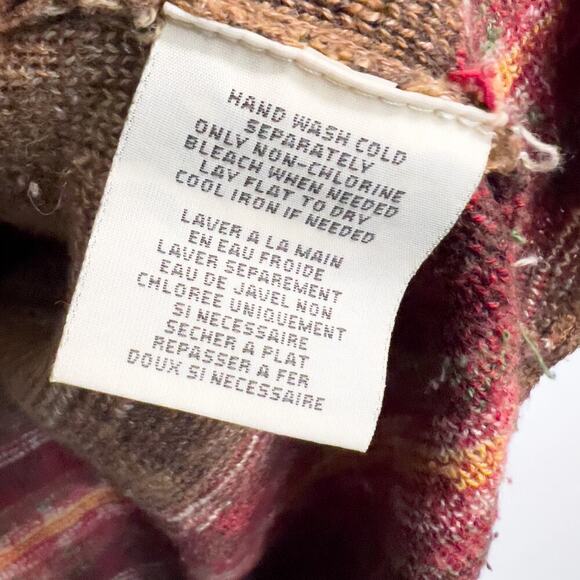 HAND WASH COLD
SEPARATELY
ONLY NON-CHLORINE
BLEACH WHEN NEEDED
LAY FLAT TO DRY
COOL IRON IF NEEDED
LAVER A LA MAIN
EN EAU FROIDE
LAVER SEPAREMENT
EAU DE JAVEL NON
CHLOREE UNIQUEMENT
SI NECESSAIRE
SECHER A PLAT
REPASSER A FER
DOUX SI NECESSAIRE